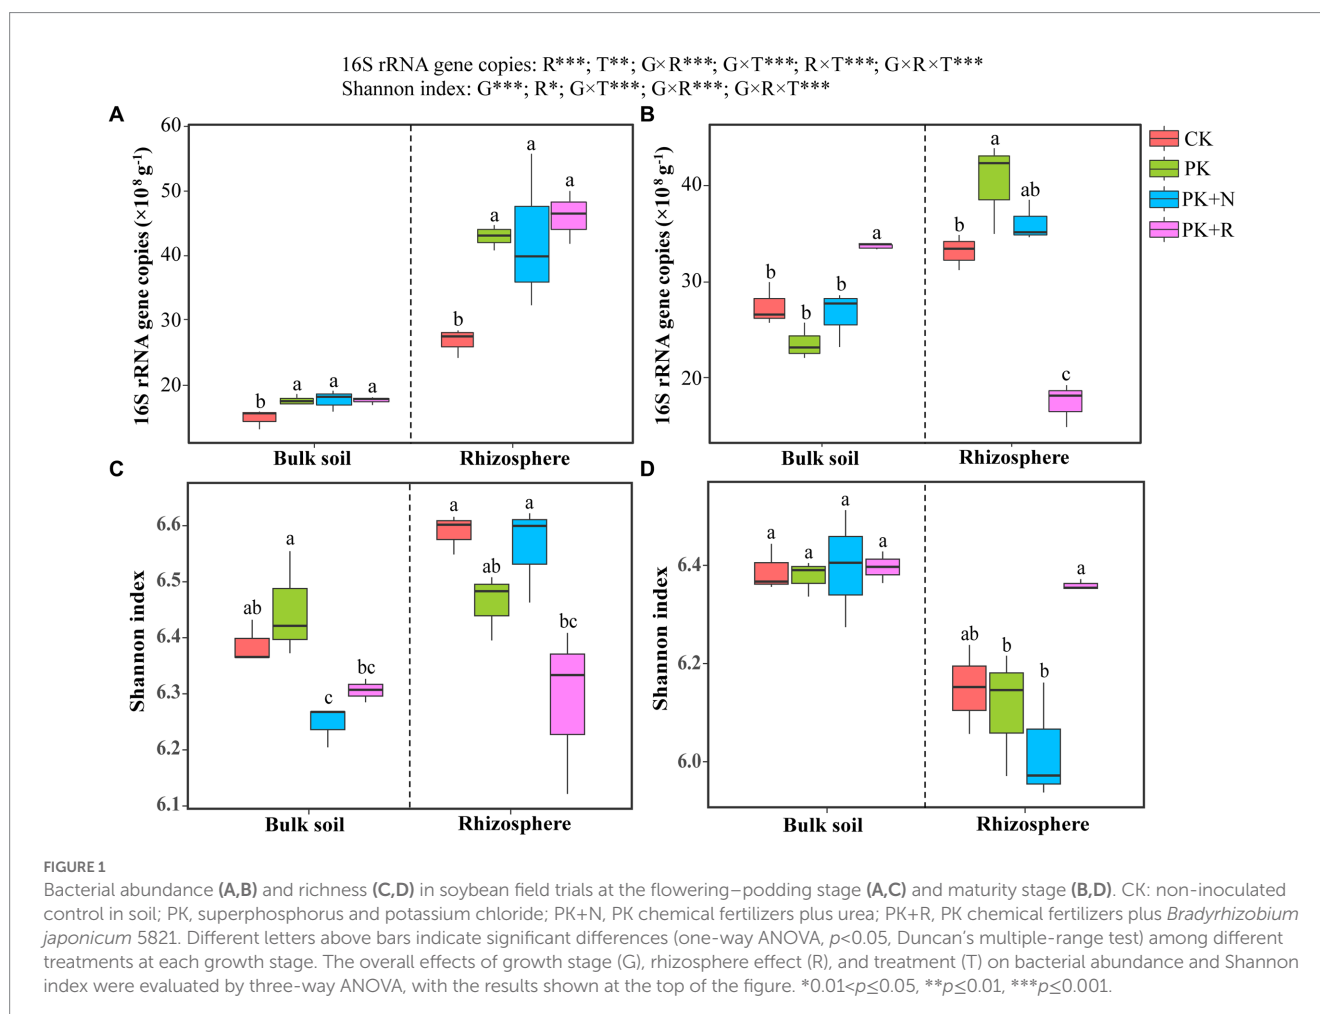 16S rRNA gene copies: R***; T**; G×R***; G×T***; R×T***; G×R×T***
Shannon index: G***; R*; G×T***; G×R***; G×R×T***
A
16S rRNA gene copies (×10⁸ g⁻¹)
60
50
40
30
20
b
a
a
a
b
a
a
a
Bulk soil
Rhizosphere
B
16S rRNA gene copies (×10⁸ g⁻¹)
40
30
20
b
b
b
a
b
a
ab
c
Bulk soil
Rhizosphere
CK
PK
PK+N
PK+R
C
Shannon index
6.6
6.5
6.4
6.3
6.2
6.1
ab
a
c
bc
a
ab
a
bc
Bulk soil
Rhizosphere
D
Shannon index
6.4
6.2
6.0
a
a
a
a
ab
b
b
a
Bulk soil
Rhizosphere
FIGURE 1
Bacterial abundance (A,B) and richness (C,D) in soybean field trials at the flowering–podding stage (A,C) and maturity stage (B,D). CK: non-inoculated
control in soil; PK, superphosphorus and potassium chloride; PK+N, PK chemical fertilizers plus urea; PK+R, PK chemical fertilizers plus Bradyrhizobium
japonicum 5821. Different letters above bars indicate significant differences (one-way ANOVA, p<0.05, Duncan's multiple-range test) among different
treatments at each growth stage. The overall effects of growth stage (G), rhizosphere effect (R), and treatment (T) on bacterial abundance and Shannon
index were evaluated by three-way ANOVA, with the results shown at the top of the figure. *0.01<p≤0.05, **p≤0.01, ***p≤0.001.